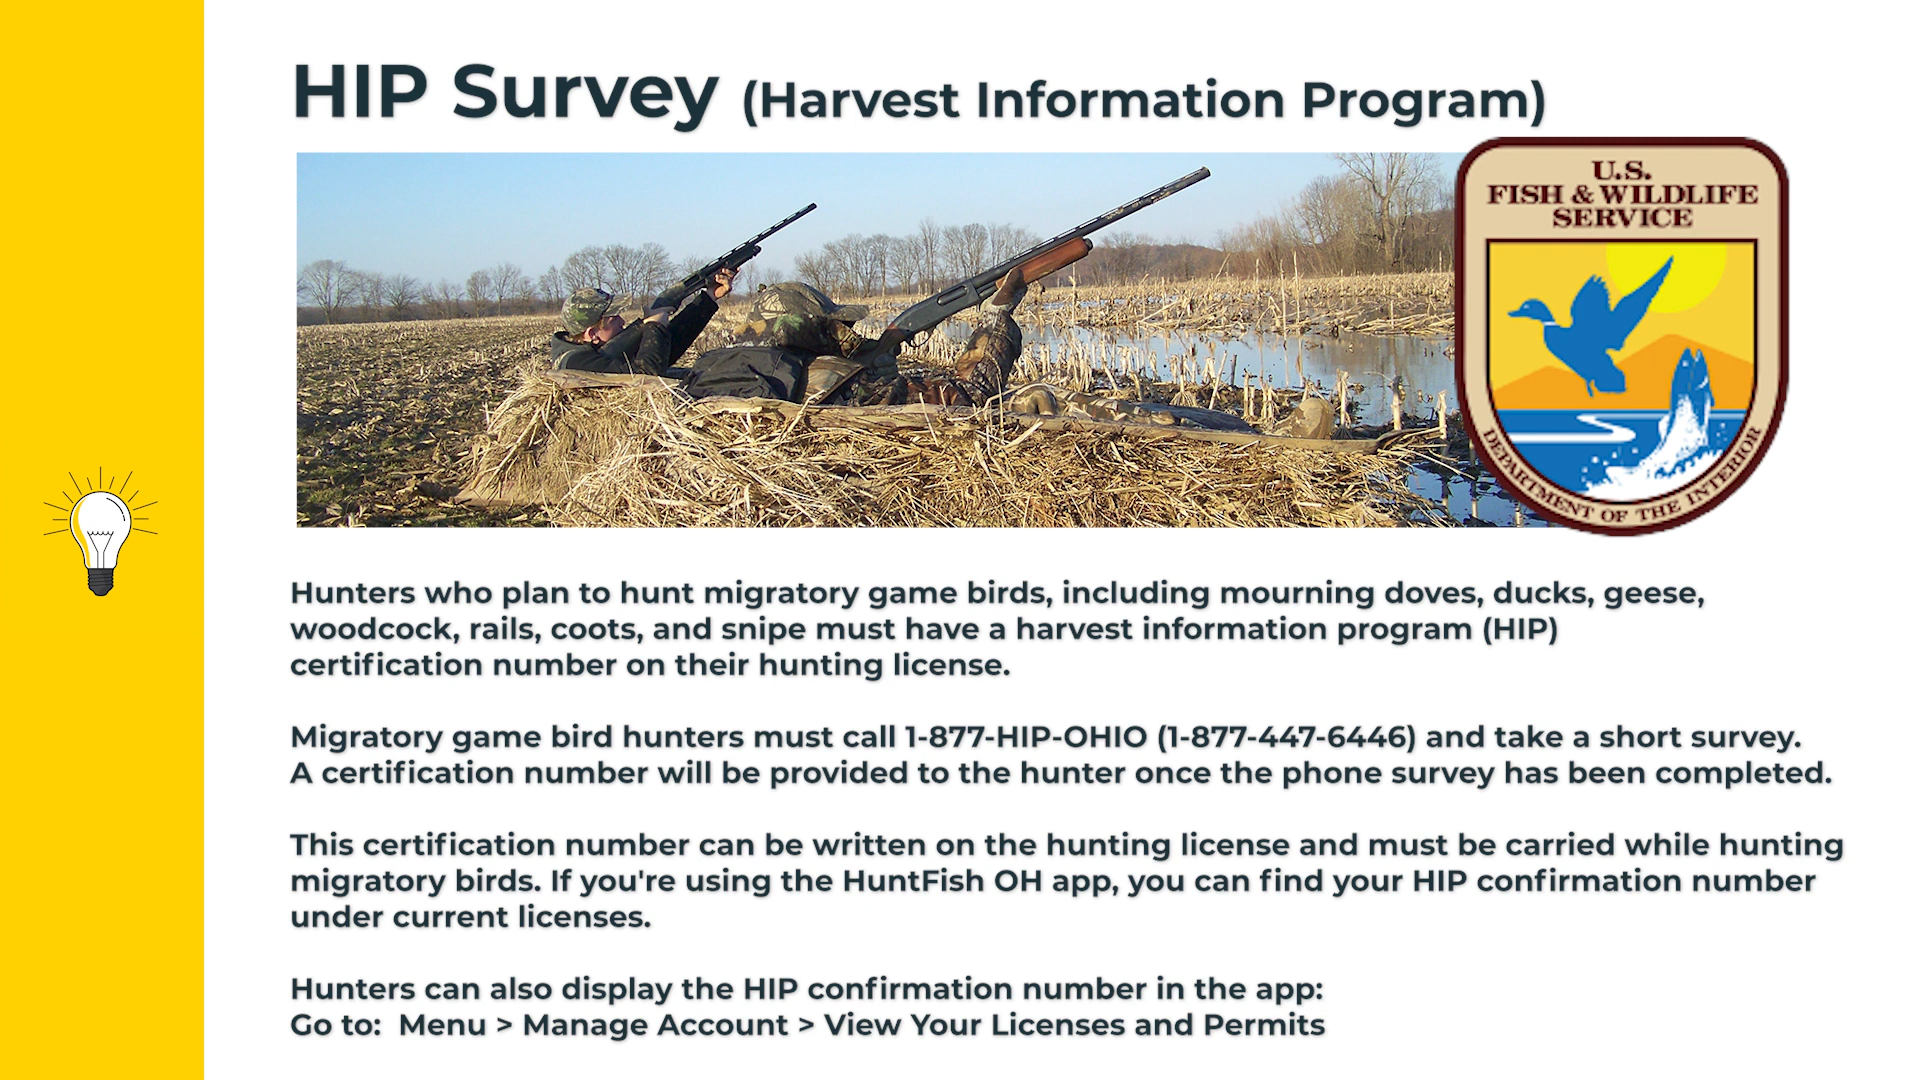 HIP Survey (Harvest Information Program)
U.S.
FISH & WILDLIFE
SERVICE
DEPARTMENT OF THE INTERIOR
Hunters who plan to hunt migratory game birds, including mourning doves, ducks, geese,
woodcock, rails, coots, and snipe must have a harvest information program (HIP)
certification number on their hunting license.
Migratory game bird hunters must call 1-877-HIP-OHIO (1-877-447-6446) and take a short survey.
A certification number will be provided to the hunter once the phone survey has been completed.
This certification number can be written on the hunting license and must be carried while hunting
migratory birds. If you're using the HuntFish OH app, you can find your HIP confirmation number
under current licenses.
Hunters can also display the HIP confirmation number in the app:
Go to:  Menu > Manage Account > View Your Licenses and Permits